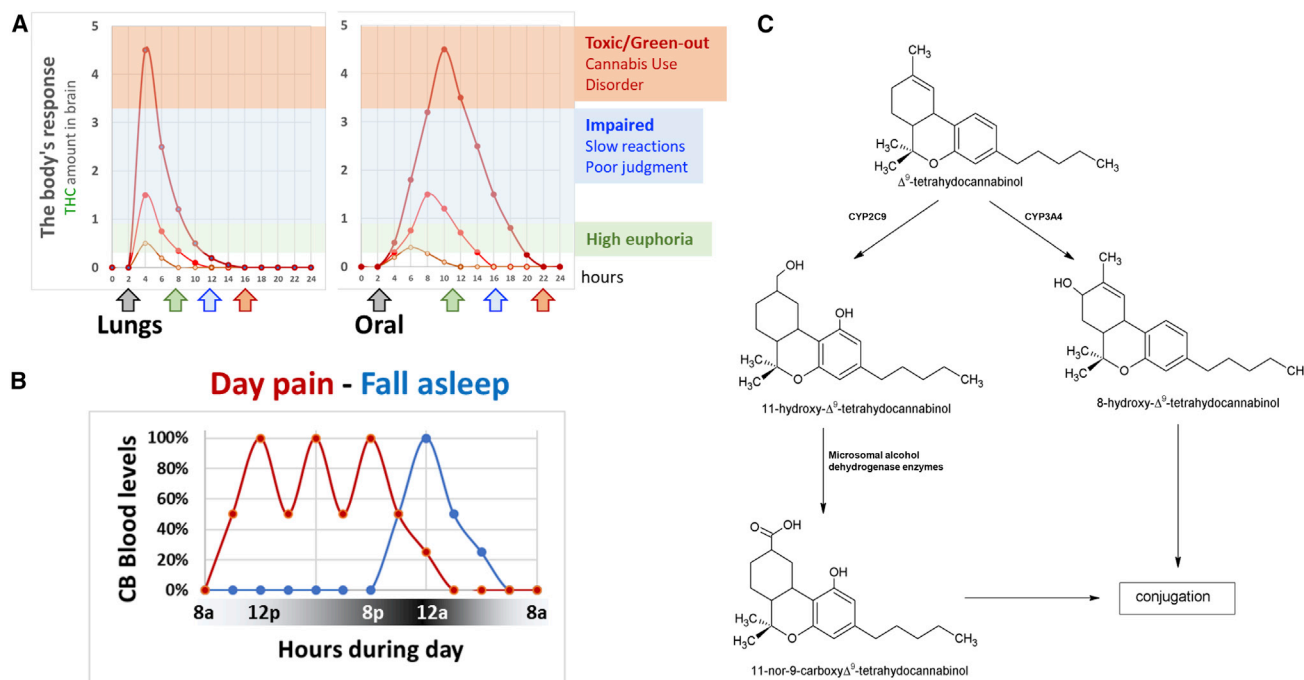 A
The body's response
THC amount in brain
5
4
3
2
1
0
0 2 4 6 8 10 12 14 16 18 20 22 24
Lungs
5
4
3
2
1
0
0 2 4 6 8 10 12 14 16 18 20 22 24
hours
Oral
Toxic/Green-out
Cannabis Use
Disorder
Impaired
Slow reactions
Poor judgment
High euphoria
B
Day pain - Fall asleep
CB Blood levels
100%
80%
60%
40%
20%
0%
8a 12p 8p 12a 8a
Hours during day
C
CH₃
H₃C
H₃C
O
CH₃
Δ⁹-tetrahydocannabinol
CYP2C9
CYP3A4
OH
OH
H₃C
H₃C
O
CH₃
11-hydroxy-Δ⁹-tetrahydocannabinol
CH₃
HO
H₃C
H₃C
O
CH
8-hydroxy-Δ⁹-tetrahydocannabinol
Microsomal alcohol
dehydrogenase enzymes
O
OH
OH
H₃C
H₃C
O
CH₃
11-nor-9-carboxyΔ⁹-tetrahydocannabinol
conjugation